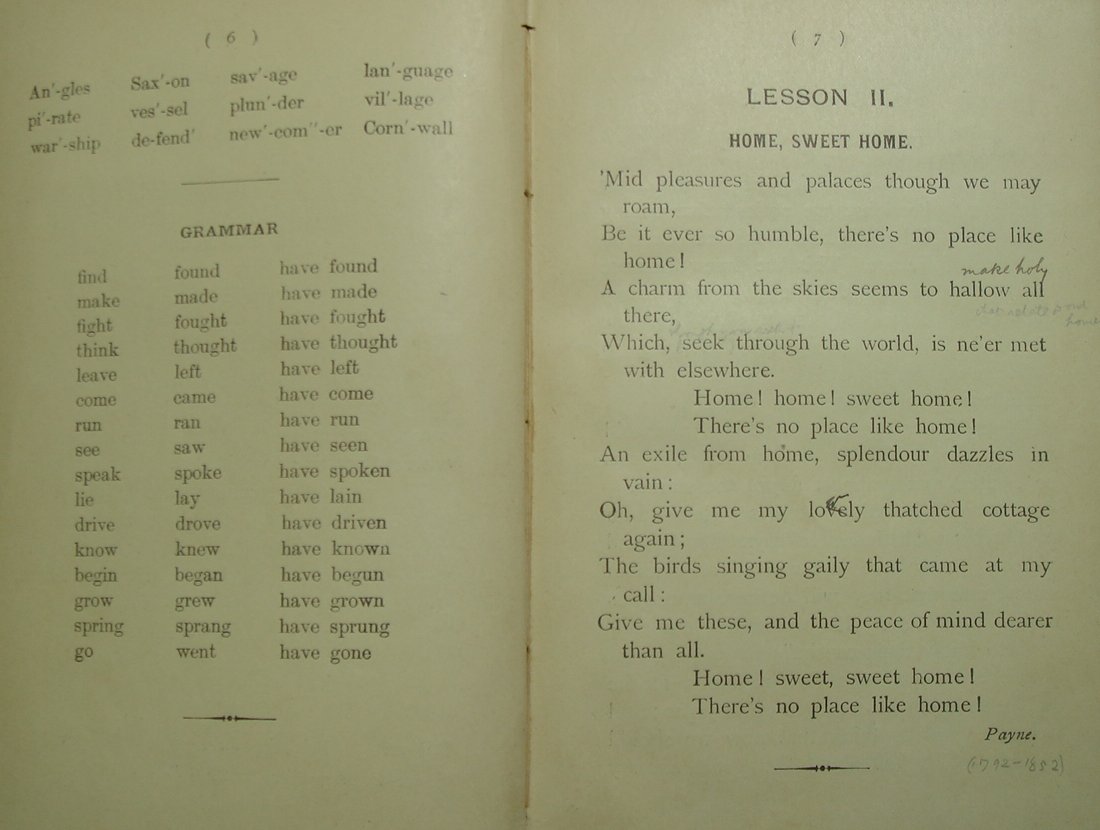 ( 6 )
An'-gles Sax'-on sav'-age lan'-guage
pi'-rate ves'-sel plun'-der vil'-lage
war'-ship de-fend' new'-com''-er Corn'-wall
GRAMMAR
find found have found
make made have made
fight fought have fought
think thought have thought
leave left have left
come came have come
run ran have run
see saw have seen
speak spoke have spoken
lie lay have lain
drive drove have driven
know knew have known
begin began have begun
grow grew have grown
spring sprang have sprung
go went have gone
( 7 )
LESSON II.
HOME, SWEET HOME.
'Mid pleasures and palaces though we may
roam,
Be it ever so humble, there's no place like
home!
make holy
A charm from the skies seems to hallow all
there,
Which, seek through the world, is ne'er met
with elsewhere.
Home! home! sweet home!
There's no place like home!
An exile from home, splendour dazzles in
vain:
Oh, give me my lovely thatched cottage
again;
The birds singing gaily that came at my
call:
Give me these, and the peace of mind dearer
than all.
Home! sweet, sweet home!
There's no place like home!
Payne.
(1792-1852)